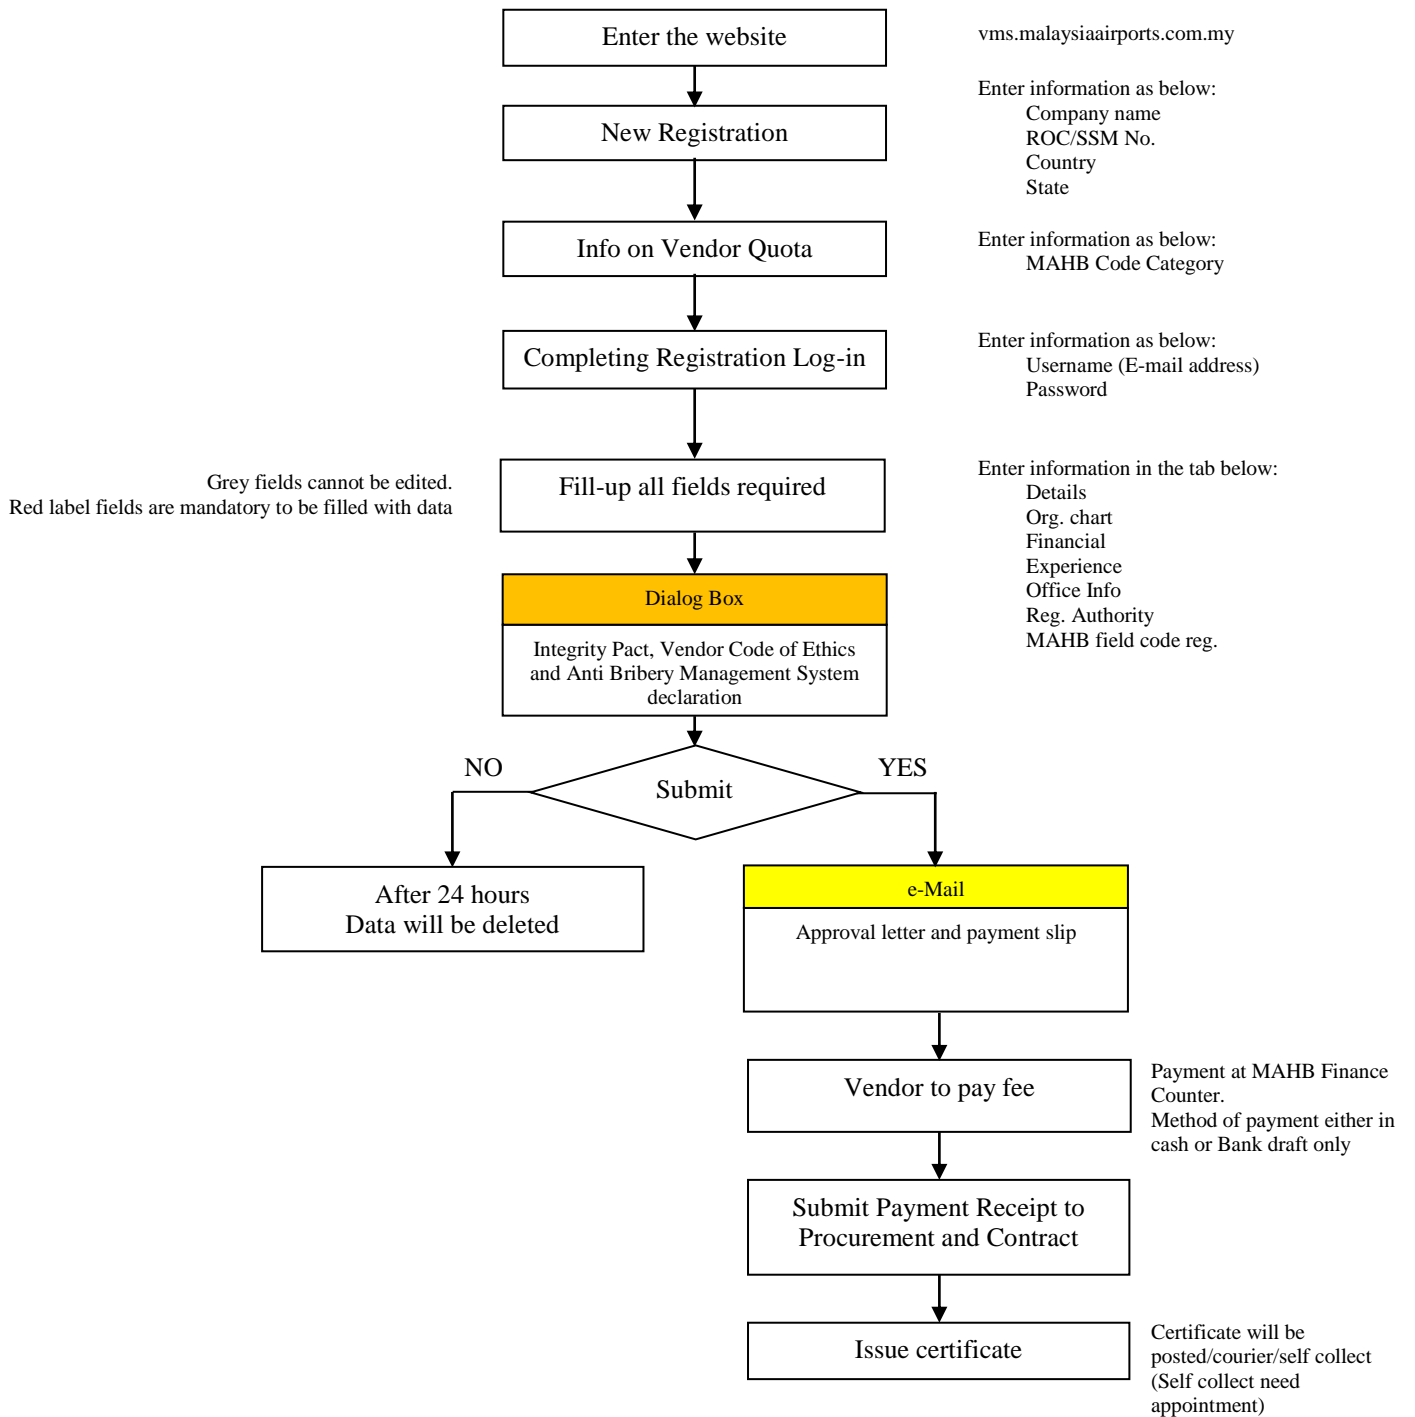 Enter the website
vms.malaysiaairports.com.my
New Registration
Enter information as below:
Company name
ROC/SSM No.
Country
State
Info on Vendor Quota
Enter information as below:
MAHB Code Category
Completing Registration Log-in
Enter information as below:
Username (E-mail address)
Password
Grey fields cannot be edited.
Red label fields are mandatory to be filled with data
Fill-up all fields required
Enter information in the tab below:
Details
Org. chart
Financial
Experience
Office Info
Reg. Authority
MAHB field code reg.
Dialog Box
Integrity Pact, Vendor Code of Ethics
and Anti Bribery Management System
declaration
NO
Submit
YES
After 24 hours
Data will be deleted
e-Mail
Approval letter and payment slip
Vendor to pay fee
Payment at MAHB Finance
Counter.
Method of payment either in
cash or Bank draft only
Submit Payment Receipt to
Procurement and Contract
Issue certificate
Certificate will be
posted/courier/self collect
(Self collect need
appointment)